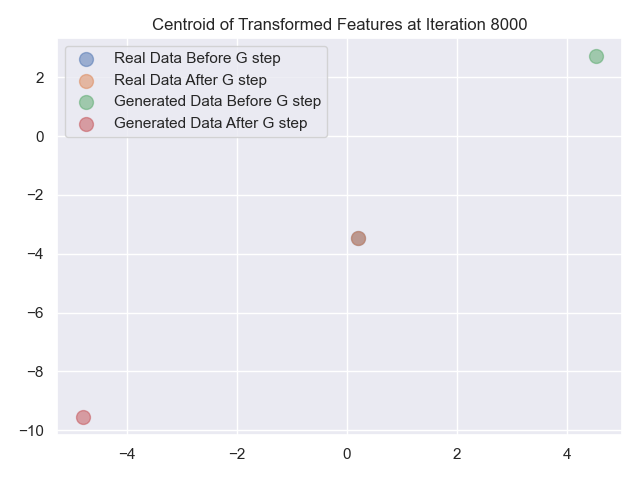 Centroid of Transformed Features at Iteration 8000
Real Data Before G step
Real Data After G step
Generated Data Before G step
Generated Data After G step
2
0
−2
−4
−6
−8
−10
−4
−2
0
2
4